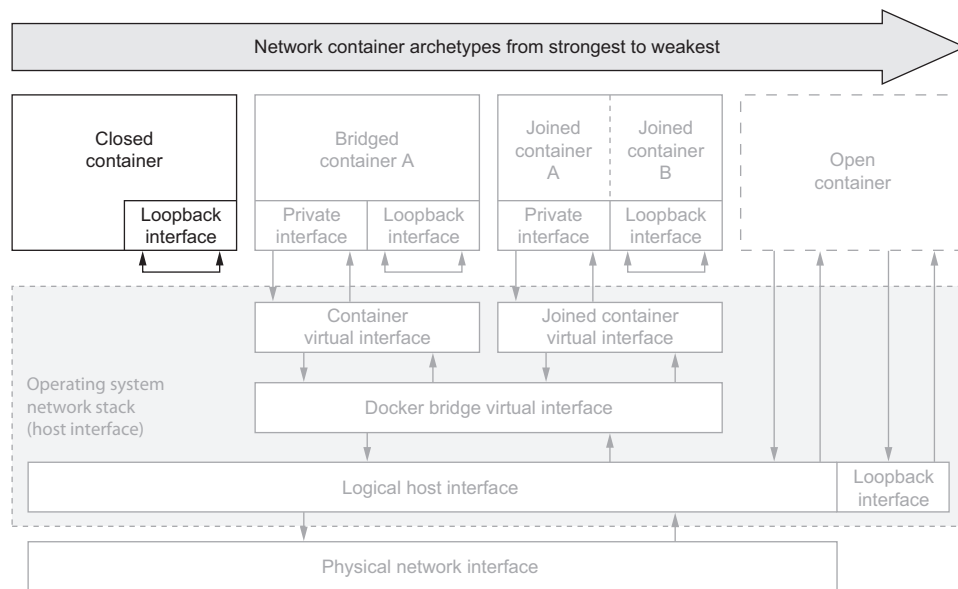 Network container archetypes from strongest to weakest
Closed
container
Loopback
interface
Bridged
container A
Private
interface
Loopback
interface
Joined
container
A
Joined
container
B
Private
interface
Loopback
interface
Open
container
Container
virtual interface
Joined container
virtual interface
Operating system
network stack
(host interface)
Docker bridge virtual interface
Logical host interface
Loopback
interface
Physical network interface